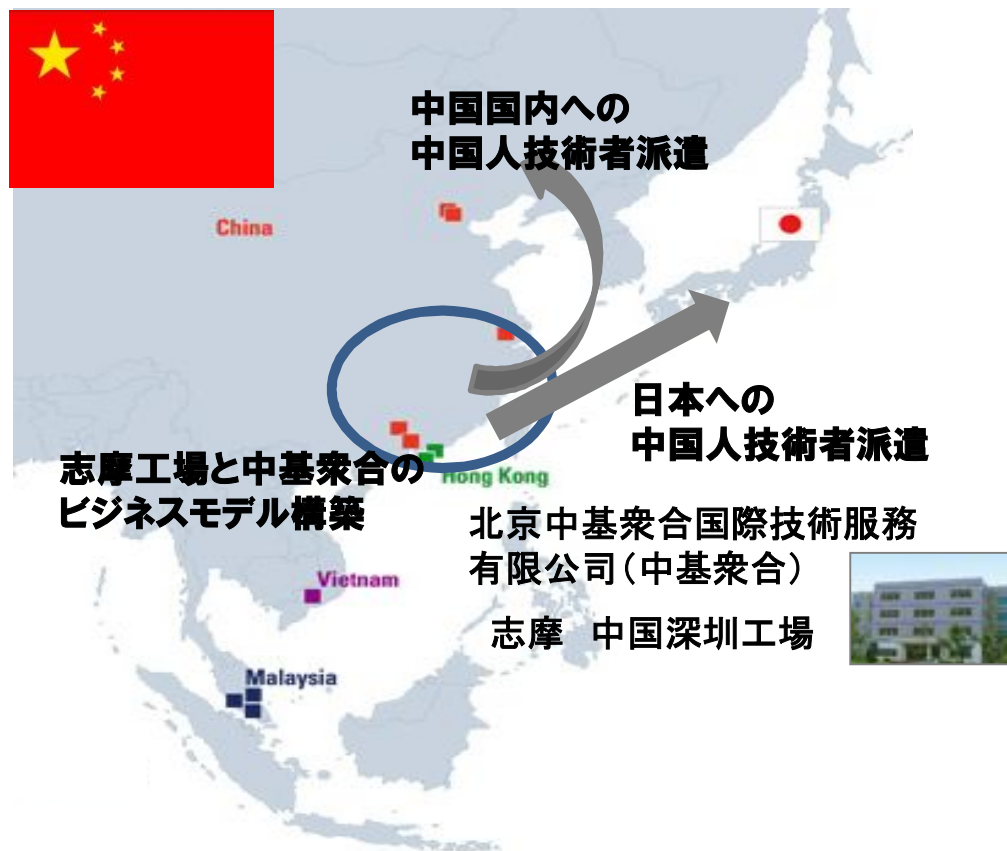 中国国内への
中国人技術者派遣
China
日本への
中国人技術者派遣
志摩工場と中基衆合の
ビジネスモデル構築
Hong Kong
北京中基衆合国際技術服務
有限公司（中基衆合）
Vietnam
志摩　中国深圳工場
Malaysia